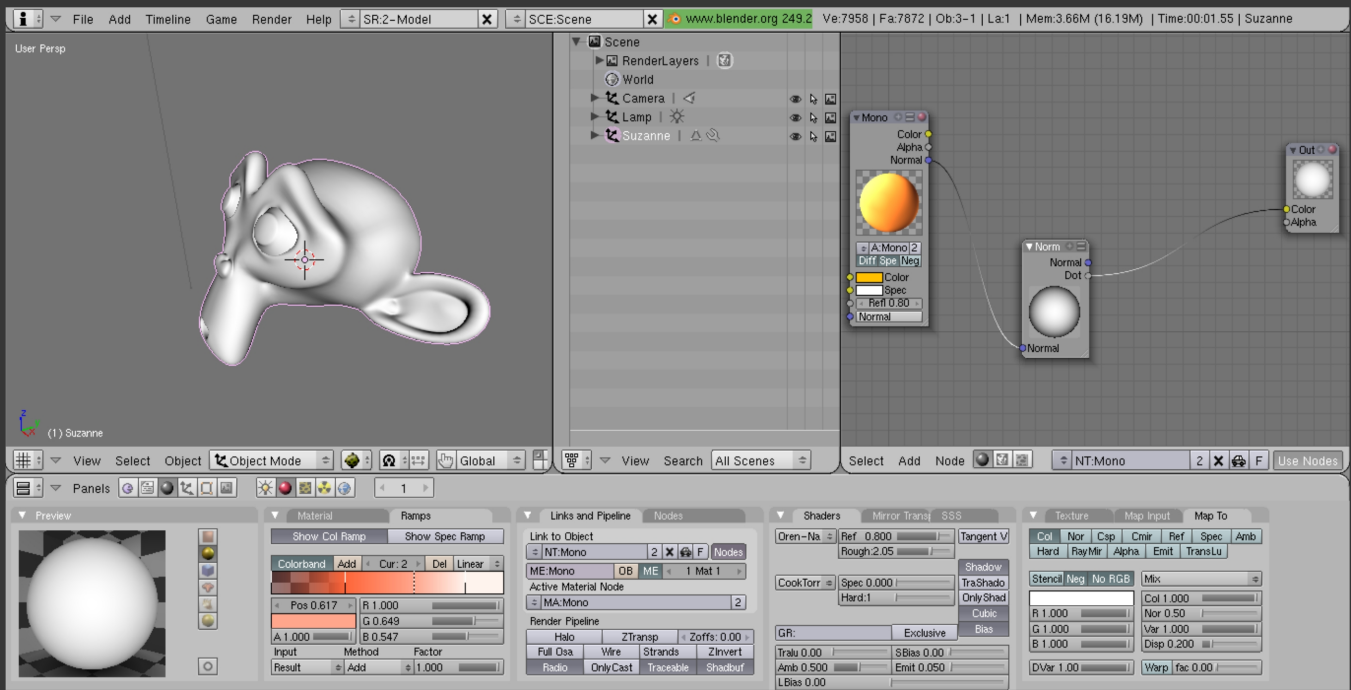 File Add Timeline Game Render Help SR:2-Model SCE:Scene www.blender.org 249.2 Ve:7958 | Fa:7872 | Ob:3-1 | La:1 | Mem:3.66M (16.19M) | Time:00:01.55 | Suzanne
User Persp
Z
(1) Suzanne
View Select Object Object Mode Global
Scene
RenderLayers |
World
Camera |
Lamp |
Suzanne |
View Search All Scenes
Mono
Color
Alpha
Normal
A:Mono 2
Diff Spe Neg
Color
Spec
Refl 0.80
Normal
Norm
Normal
Dot
Normal
Out
Color
Alpha
Select Add Node NT:Mono 2 X F Use Nodes
Panels 1
Preview
Material Ramps
Show Col Ramp Show Spec Ramp
Colorband Add Cur: 2 Del Linear
Pos 0.617 R 1.000
G 0.649
A 1.000 B 0.547
Input Method Factor
Result Add 1.000
Links and Pipeline Nodes
Link to Object
NT:Mono 2 X F Nodes
ME:Mono OB ME 1 Mat 1
Active Material Node
MA:Mono 2
Render Pipeline
Halo ZTransp Zoffs: 0.00
Full Osa Wire Strands ZInvert
Radio OnlyCast Traceable Shadbuf
Shaders Mirror Trans SSS
Oren-Na Ref 0.800 Tangent V
Rough:2.05
Shadow
CookTorr Spec 0.000 TraShado
Hard:1 OnlyShad
Cubic
GR: Exclusive Bias
Tralu 0.00 SBias 0.00
Amb 0.500 Emit 0.050
LBias 0.00
Texture Map Input Map To
Col Nor Csp Cmir Ref Spec Amb
Hard RayMir Alpha Emit TransLu
Stencil Neg No RGB Mix
Col 1.000
R 1.000 Nor 0.50
G 1.000 Var 1.000
B 1.000 Disp 0.200
DVar 1.00 Warp fac 0.00